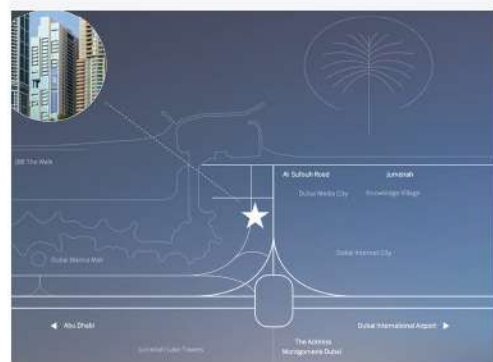 JBR The Walk
Al Sufouh Road
Jumeirah
Dubai Media City
Knowledge Village
Dubai Marina Mall
Dubai Internet City
Abu Dhabi
Dubai International Airport
Jumeirah Lake Towers
The Address
Montgomerie Dubai